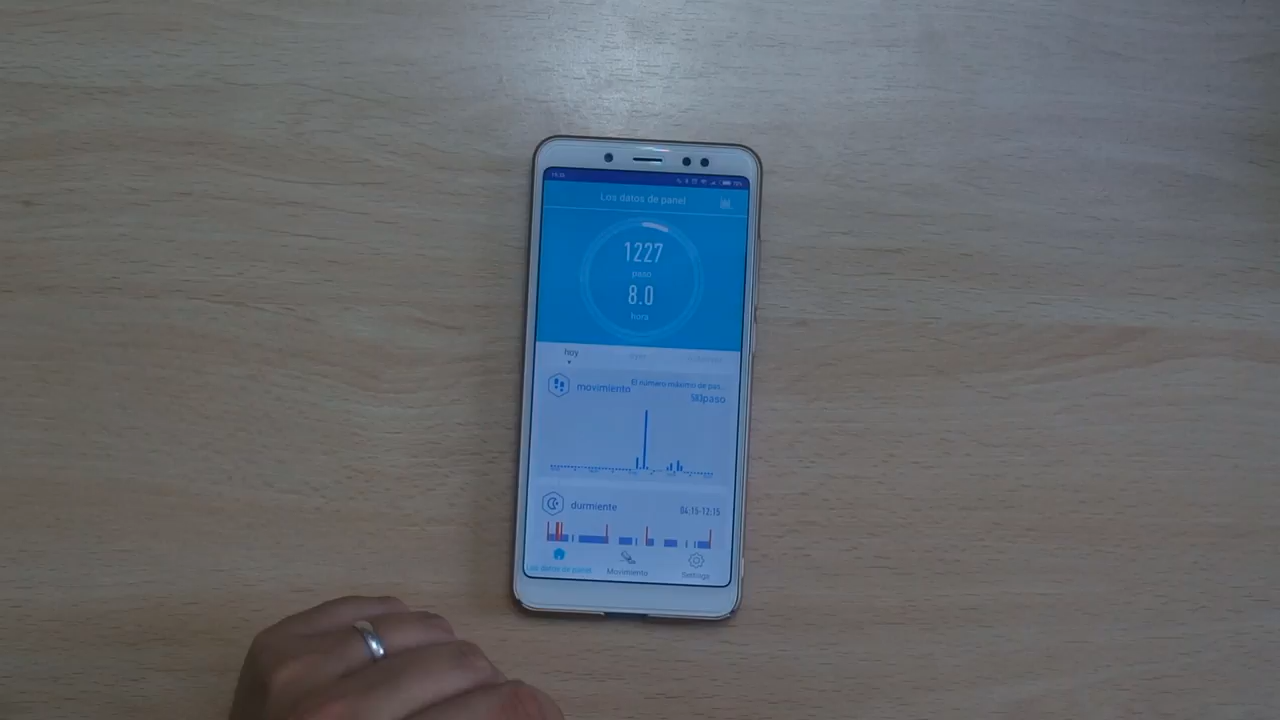 Los datos de panel
1227
paso
8.0
hora
hoy
ayer
movimiento
El número máximo de pas...
paso
durmiente
04:15-12:15
Los datos de panel
Movimiento
Settings